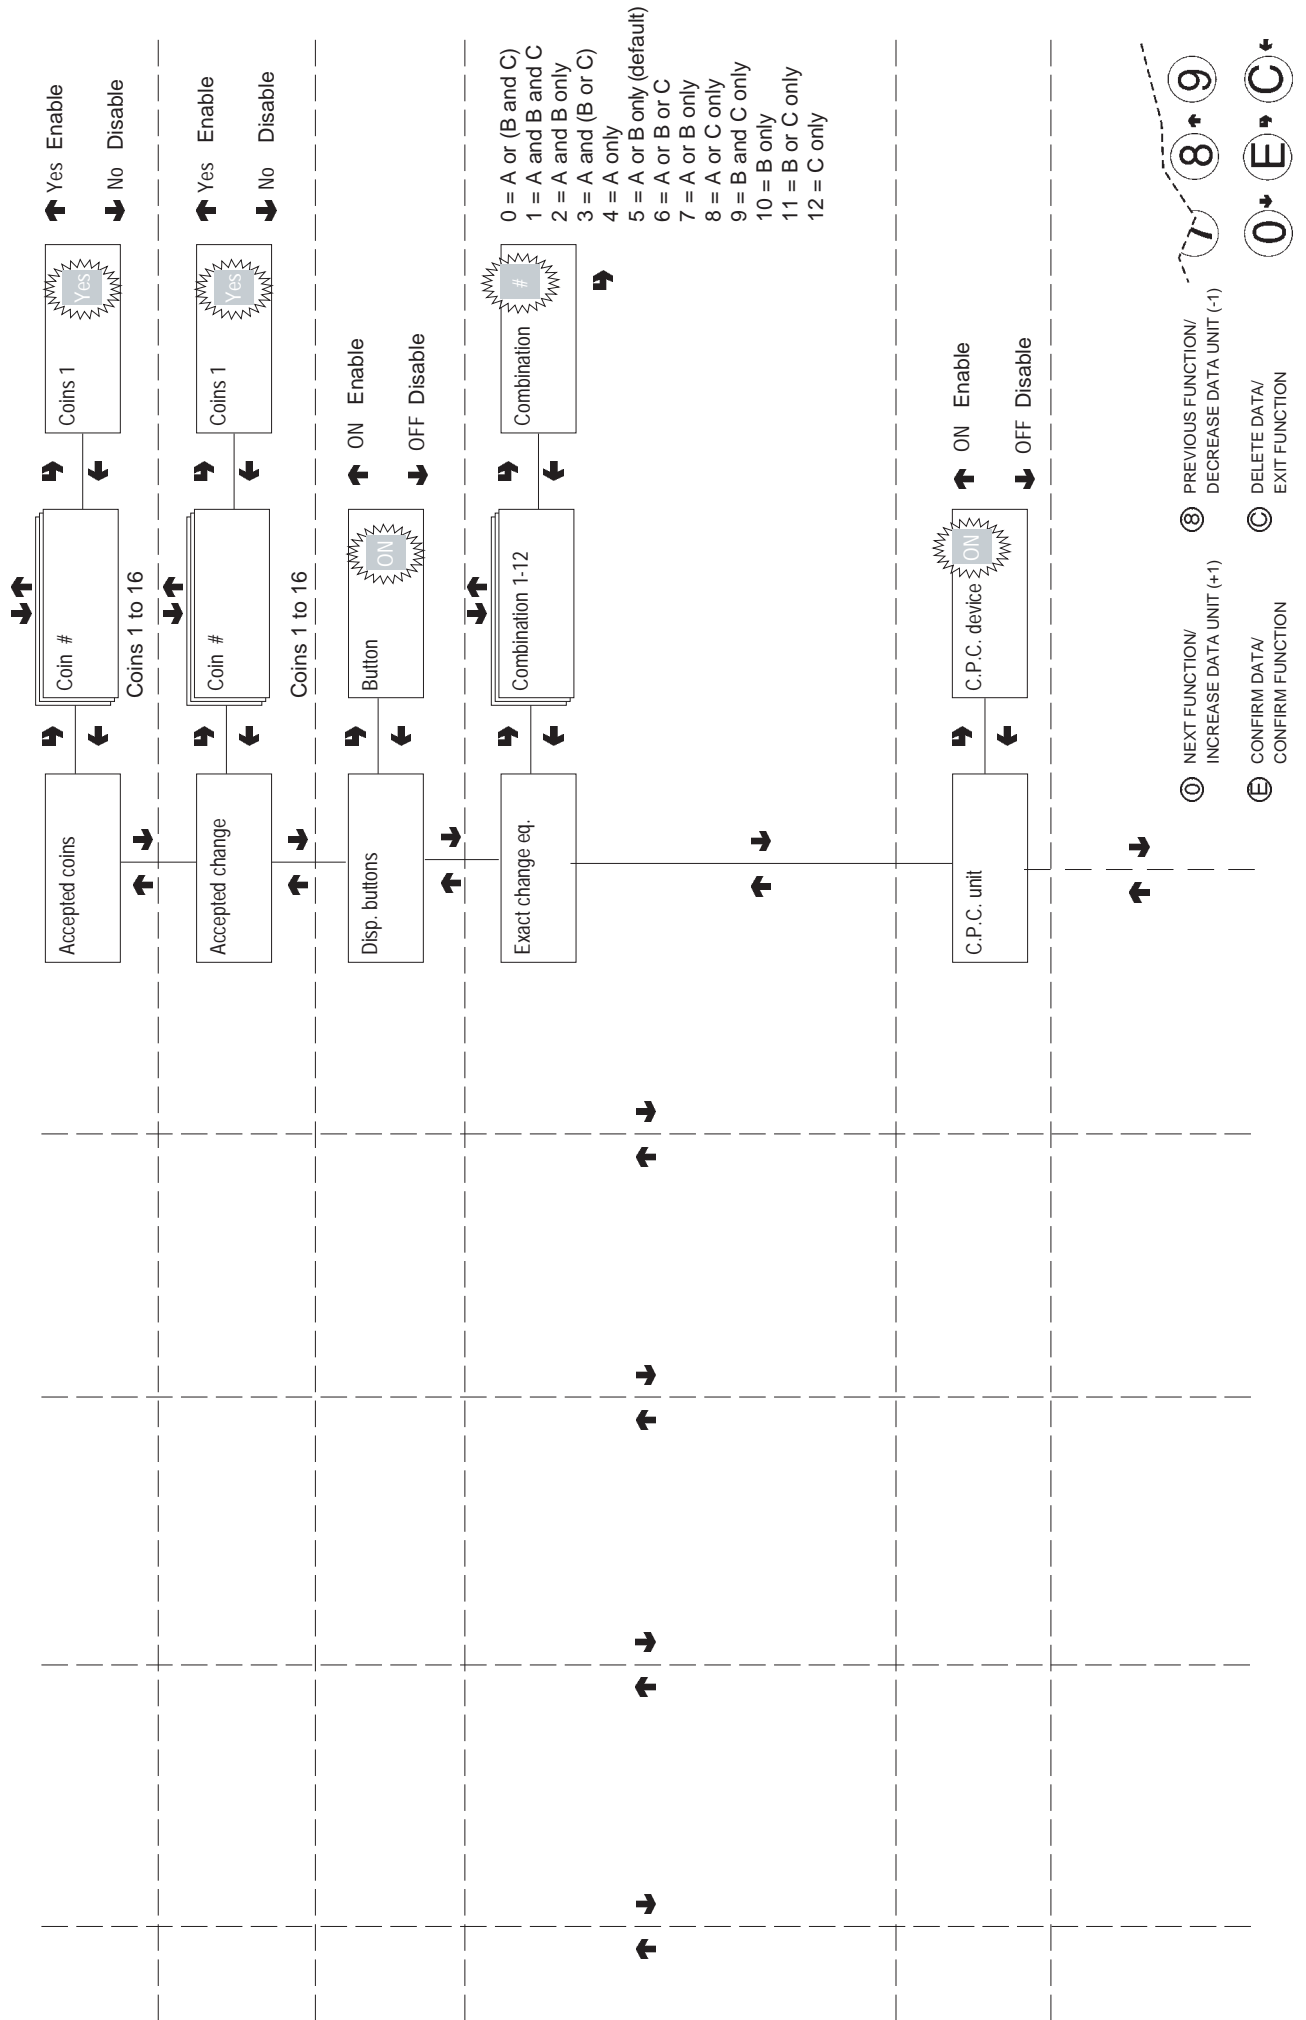 Accepted coins
Coin #
Coins 1 to 16
Coins 1
Yes
Yes Enable
No Disable
Accepted change
Coin #
Coins 1 to 16
Coins 1
Yes
Yes Enable
No Disable
Disp. buttons
Button
ON
ON Enable
OFF Disable
Exact change eq.
Combination 1-12
Combination
#
0 = A or (B and C)
1 = A and B and C
2 = A and B only
3 = A and (B or C)
4 = A only
5 = A or B only (default)
6 = A or B or C
7 = A or B only
8 = A or C only
9 = B and C only
10 = B only
11 = B or C only
12 = C only
C.P.C. unit
C.P.C. device
ON
ON Enable
OFF Disable
0 NEXT FUNCTION/
INCREASE DATA UNIT (+1)
8 PREVIOUS FUNCTION/
DECREASE DATA UNIT (-1)
E CONFIRM DATA/
CONFIRM FUNCTION
C DELETE DATA/
EXIT FUNCTION
7 8 9
0 E C